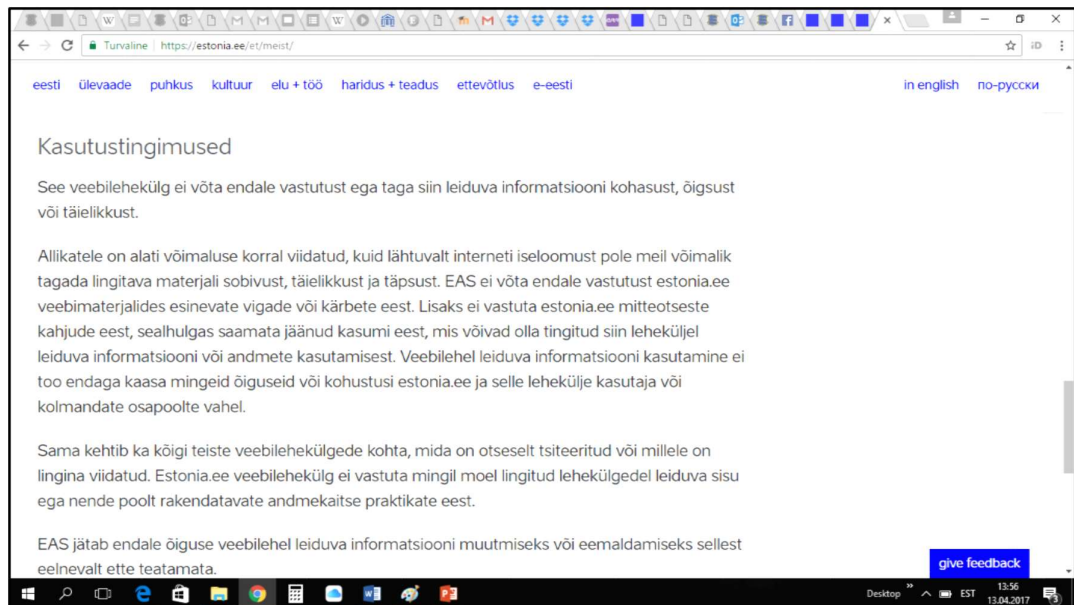 Turvaline https://estonia.ee/et/meist/
eesti ülevaade puhkus kultuur elu + töö haridus + teadus ettevõtlus e-eesti in english по-русски
Kasutustingimused
See veebilehekülg ei võta endale vastutust ega taga siin leiduva informatsiooni kohasust, õigsust
või täielikkust.
Allikatele on alati võimaluse korral viidatud, kuid lähtuvalt interneti iseloomust pole meil võimalik
tagada lingitava materjali sobivust, täielikkust ja täpsust. EAS ei võta endale vastutust estonia.ee
veebimaterjalides esinevate vigade või kärbete eest. Lisaks ei vastuta estonia.ee mitteotseste
kahjude eest, sealhulgas saamata jäänud kasumi eest, mis võivad olla tingitud siin leheküljel
leiduva informatsiooni või andmete kasutamisest. Veebilehel leiduva informatsiooni kasutamine ei
too endaga kaasa mingeid õiguseid või kohustusi estonia.ee ja selle lehekülje kasutaja või
kolmandate osapoolte vahel.
Sama kehtib ka kõigi teiste veebilehekülgede kohta, mida on otseselt tsiteeritud või millele on
lingina viidatud. Estonia.ee veebilehekülg ei vastuta mingil moel lingitud lehekülgedel leiduva sisu
ega nende poolt rakendatavate andmekaitse praktikate eest.
EAS jätab endale õiguse veebilehel leiduva informatsiooni muutmiseks või eemaldamiseks sellest
eelnevalt ette teatamata.
give feedback
Desktop EST 13:56
13.04.2017